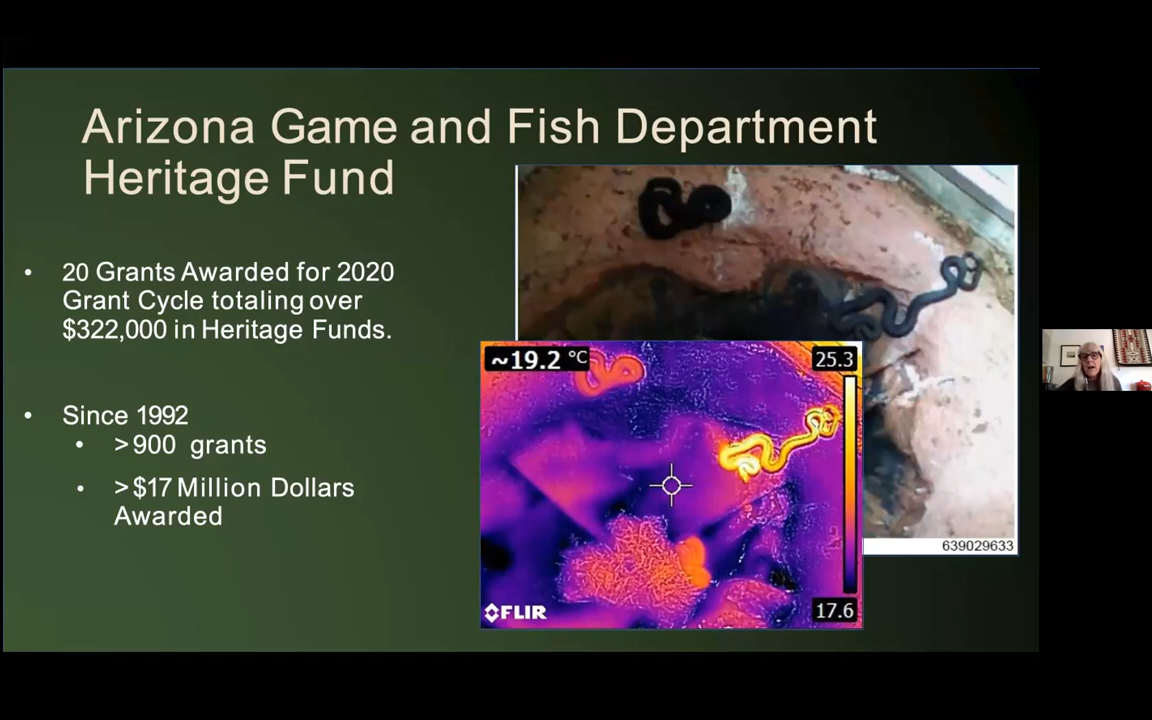 Arizona Game and Fish Department
Heritage Fund
• 20 Grants Awarded for 2020
Grant Cycle totaling over
$322,000 in Heritage Funds.
• Since 1992
• >900 grants
• >$17 Million Dollars
Awarded
~19.2 °C
25.3
17.6
FLIR
639029633